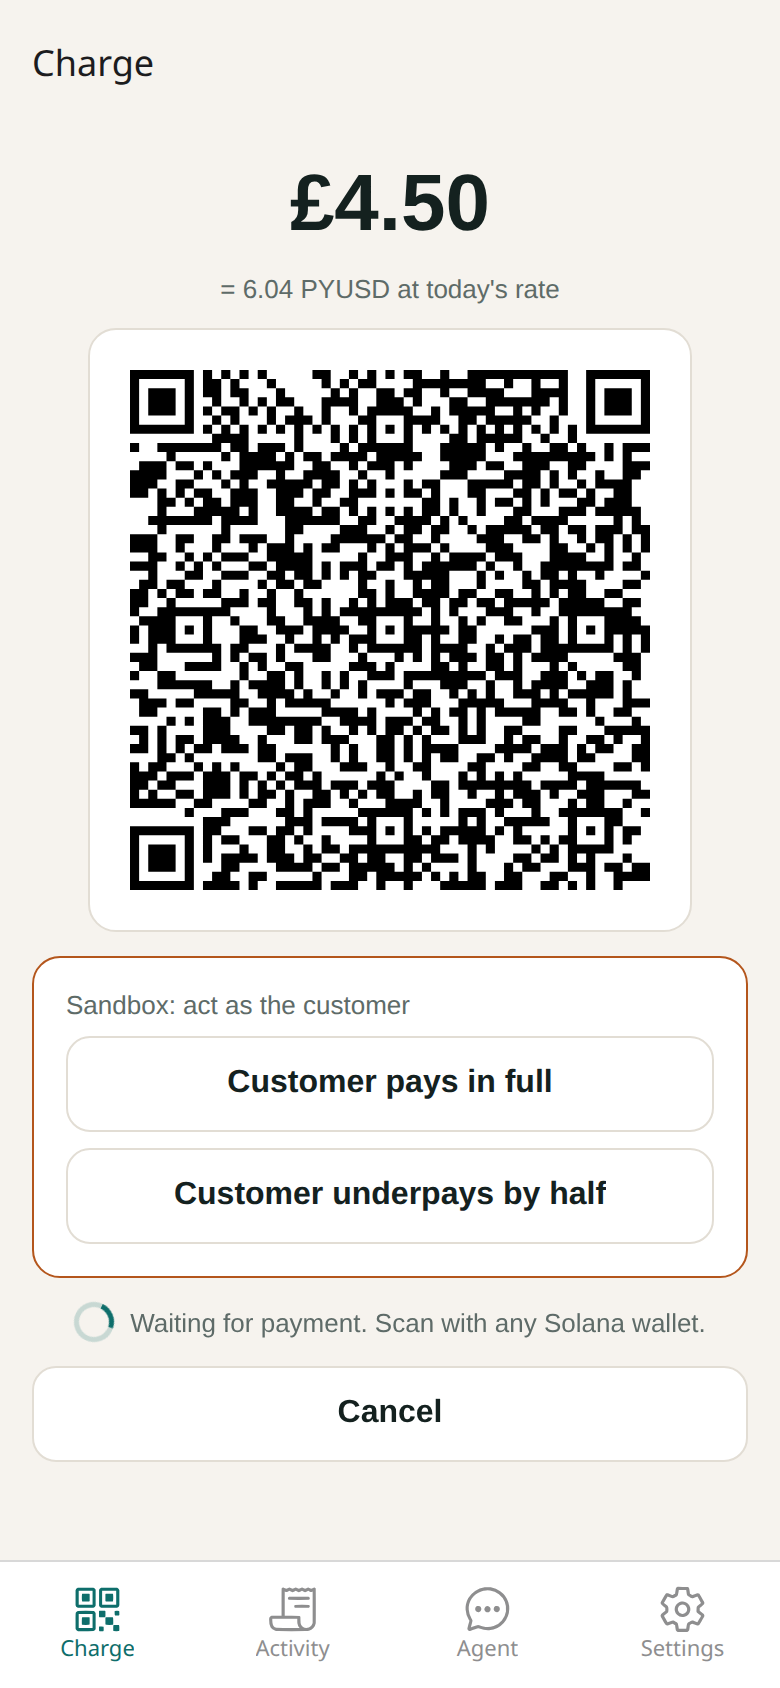 Charge
£4.50
= 6.04 PYUSD at today's rate
Sandbox: act as the customer
Customer pays in full
Customer underpays by half
Waiting for payment. Scan with any Solana wallet.
Cancel
Charge
Activity
Agent
Settings